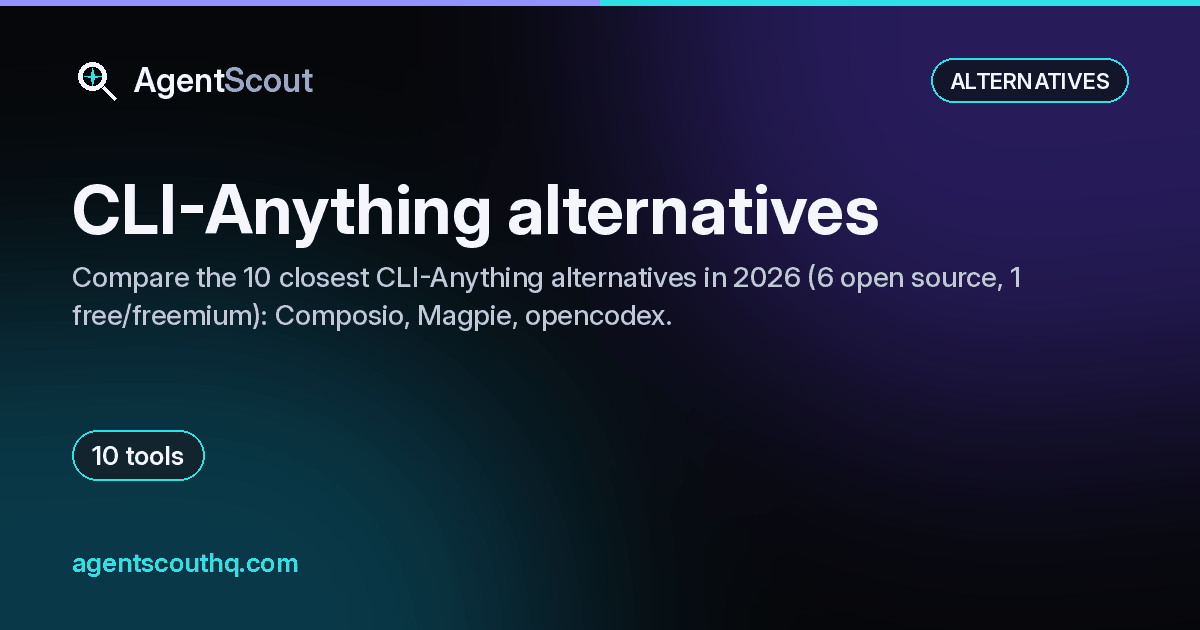 AgentScout
ALTERNATIVES
CLI-Anything alternatives
Compare the 10 closest CLI-Anything alternatives in 2026 (6 open source, 1
free/freemium): Composio, Magpie, opencodex.
10 tools
agentscouthq.com